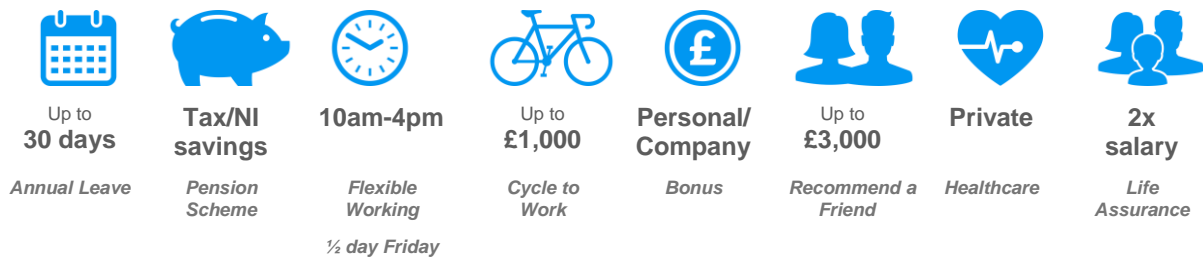 Up to
30 days
Annual Leave
Tax/NI
savings
Pension
Scheme
10am-4pm
Flexible
Working
½ day Friday
Up to
£1,000
Cycle to
Work
£
Personal/
Company
Bonus
Up to
£3,000
Recommend a
Friend
Private
Healthcare
2x
salary
Life
Assurance